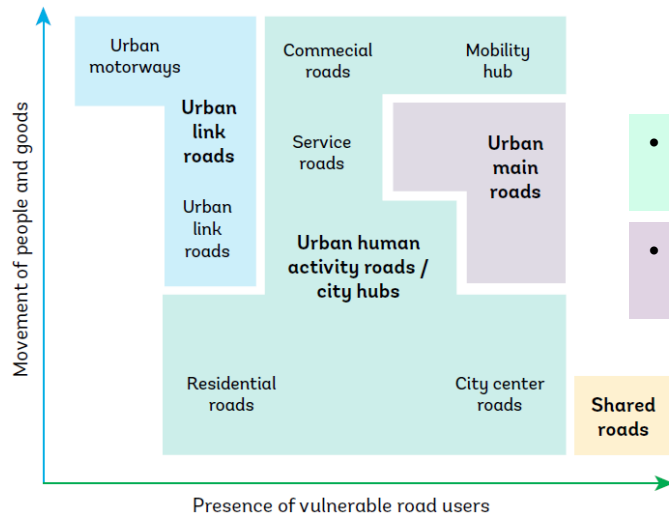 Urban
motorways
Commecial
roads
Mobility
hub
Urban
link
roads
Service
roads
Urban
main
roads
Urban
link roads
Urban human
activity roads /
city hubs
Residential
roads
City center
roads
Shared
roads
Movement of people and goods
Presence of vulnerable road users